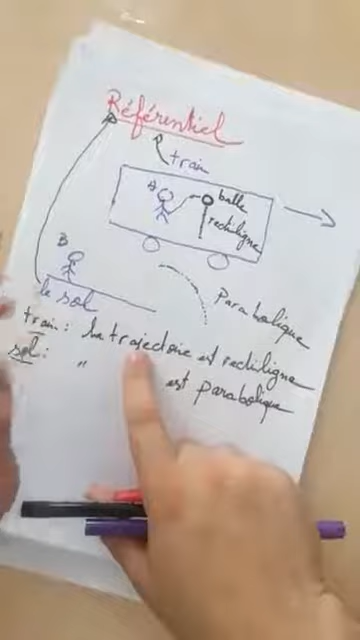 Référentiel
train
A
balle
rectiligne
B
le sol
Parabolique
train : La trajectoire est rectiligne
sol : " est parabolique